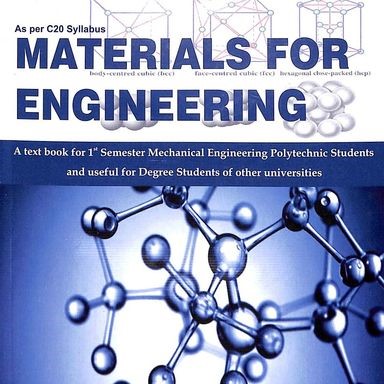 As per C20 Syllabus
MATERIALS FOR
body-centred cubic (bcc) face-centred cubic (fcc) hexagonal close-packed (hcp)
ENGINEERING
A text book for 1st Semester Mechanical Engineering Polytechnic Students
and useful for Degree Students of other universities